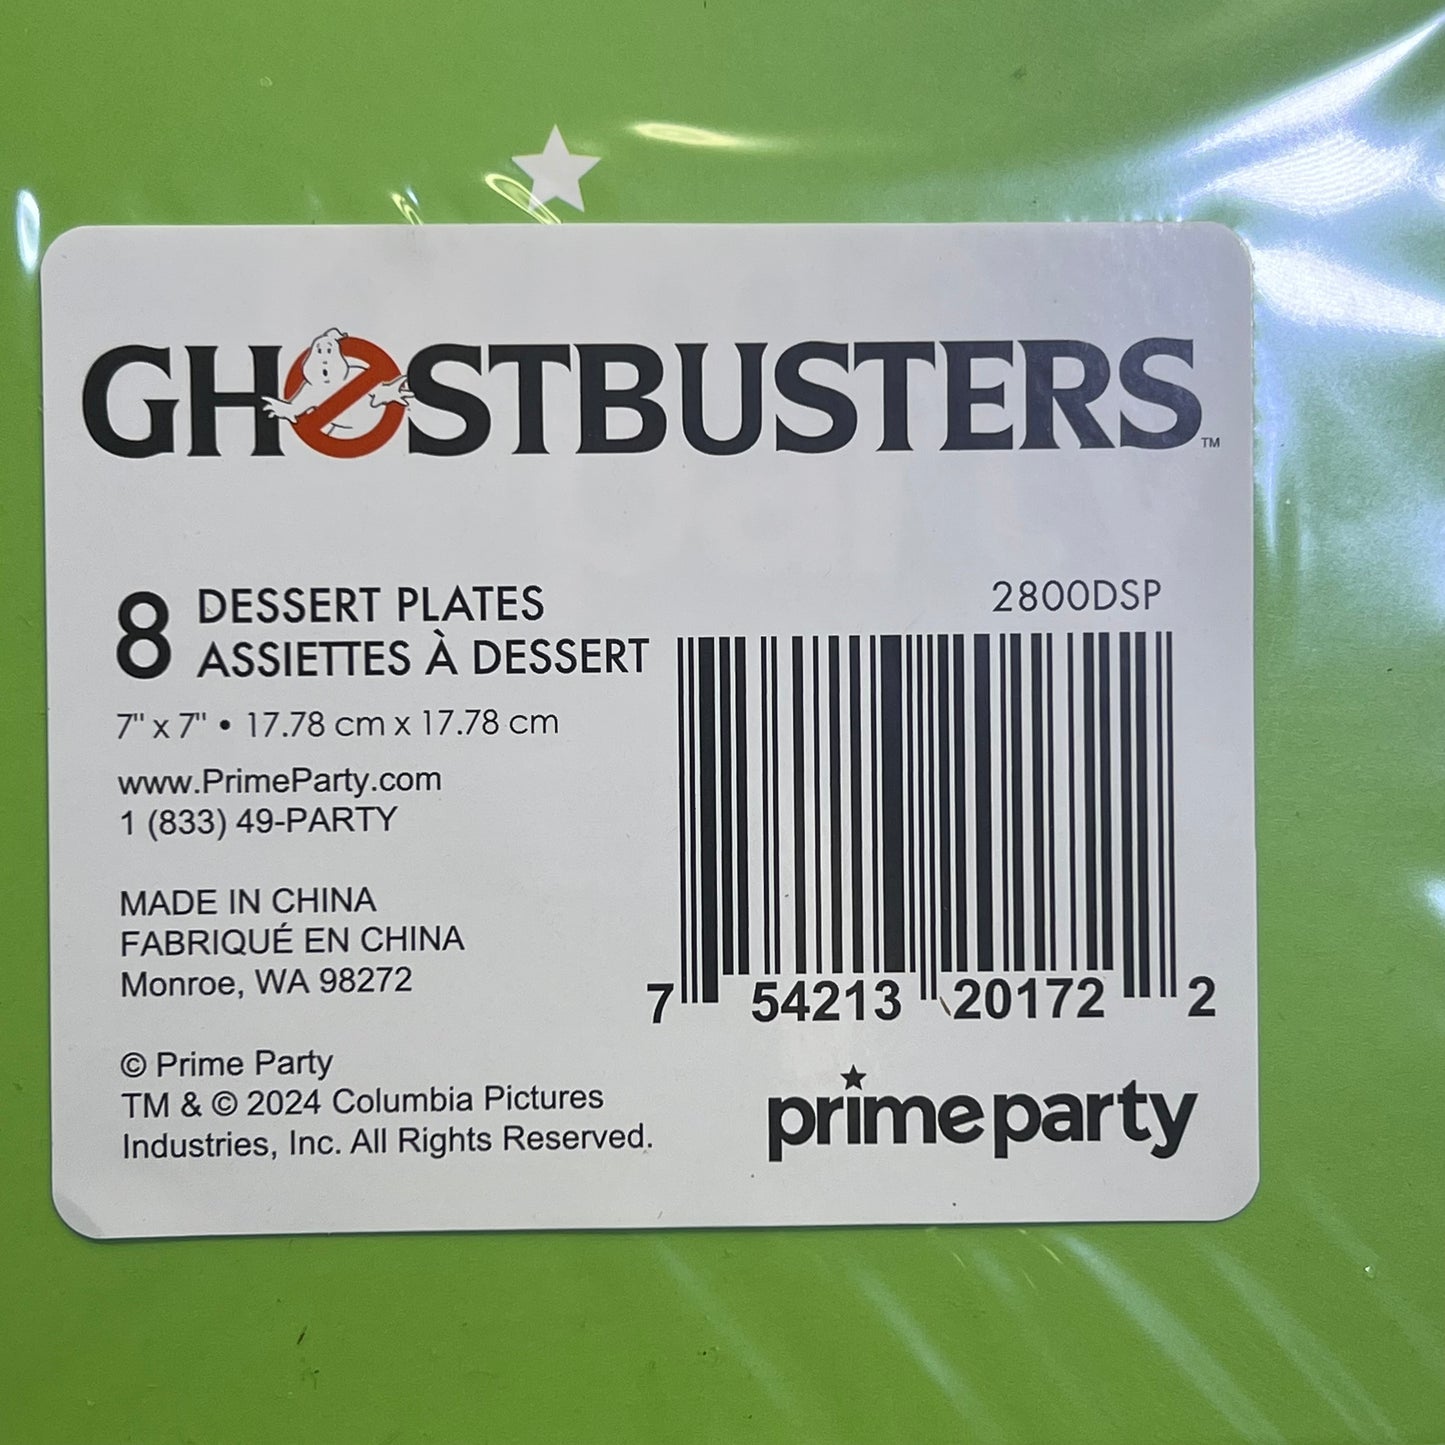 GHOSTBUSTERS™
8 DESSERT PLATES
ASSIETTES À DESSERT
7" x 7" • 17.78 cm x 17.78 cm
www.PrimeParty.com
1 (833) 49-PARTY
MADE IN CHINA
FABRIQUÉ EN CHINA
Monroe, WA 98272
© Prime Party
TM & © 2024 Columbia Pictures
Industries, Inc. All Rights Reserved.
2800DSP
7 54213 20172 2
prime party